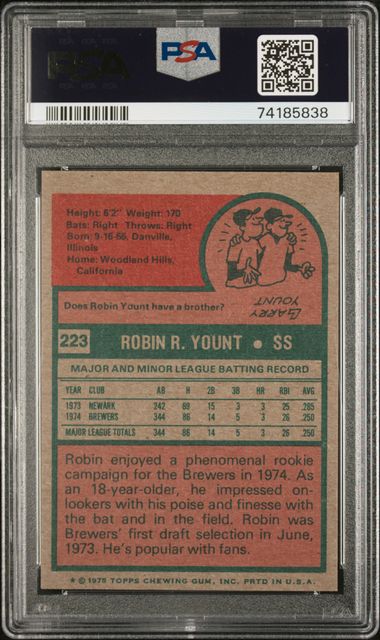 PSA
PSA
74185838
Height: 6'2" Weight: 170
Bats: Right Throws: Right
Born: 9-16-55, Danville,
Illinois
Home: Woodland Hills,
California
Does Robin Yount have a brother?
LARRY
YOUNT
223 ROBIN R. YOUNT • SS
MAJOR AND MINOR LEAGUE BATTING RECORD
YEAR CLUB AB H 2B 3B HR RBI AVG.
1973 NEWARK 242 69 15 3 3 25 .285
1974 BREWERS 344 86 14 5 3 26 .250
MAJOR LEAGUE TOTALS 344 86 14 5 3 26 .250
Robin enjoyed a phenomenal rookie
campaign for the Brewers in 1974. As
an 18-year-older, he impressed on-
lookers with his poise and finesse with
the bat and in the field. Robin was
Brewers' first draft selection in June,
1973. He's popular with fans.
★ © 1975 TOPPS CHEWING GUM, INC. PRTD IN U.S.A.